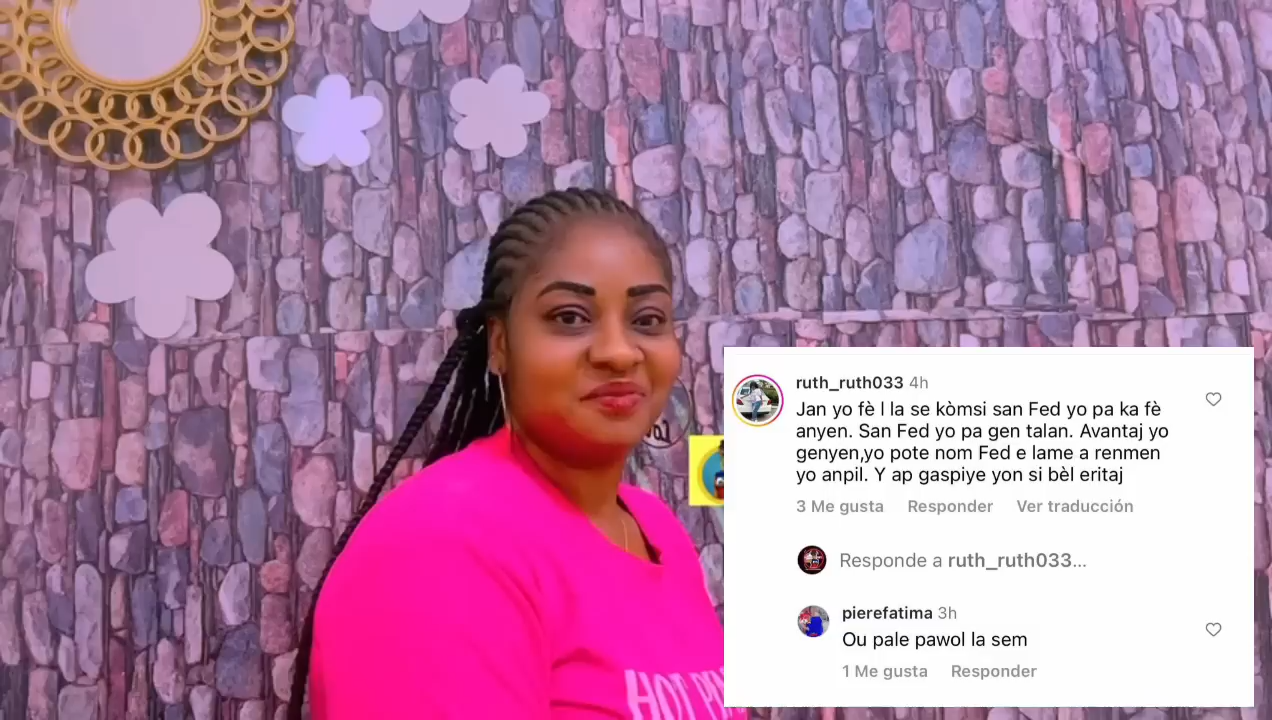 ruth_ruth033 4h
Jan yo fè l la se kòmsi san Fed yo pa ka fè
anyen. San Fed yo pa gen talan. Avantaj yo
genyen,yo pote nom Fed e lame a renmen
yo anpil. Y ap gaspiye yon si bèl eritaj
3 Me gusta Responder Ver traducción
Responde a ruth_ruth033...
pierefatima 3h
Ou pale pawol la sem
1 Me gusta Responder
HOT